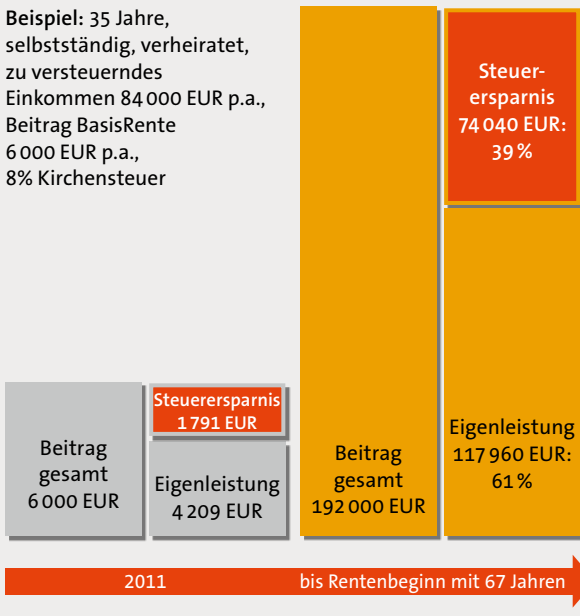 Beispiel: 35 Jahre,
selbstständig, verheiratet,
zu versteuerndes
Einkommen 84 000 EUR p.a.,
Beitrag BasisRente
6 000 EUR p.a.,
8% Kirchensteuer
Steuer-
ersparnis
74 040 EUR:
39 %
Steuerersparnis
1 791 EUR
Beitrag
gesamt
6 000 EUR
Eigenleistung
4 209 EUR
Beitrag
gesamt
192 000 EUR
Eigenleistung
117 960 EUR:
61 %
2011
bis Rentenbeginn mit 67 Jahren